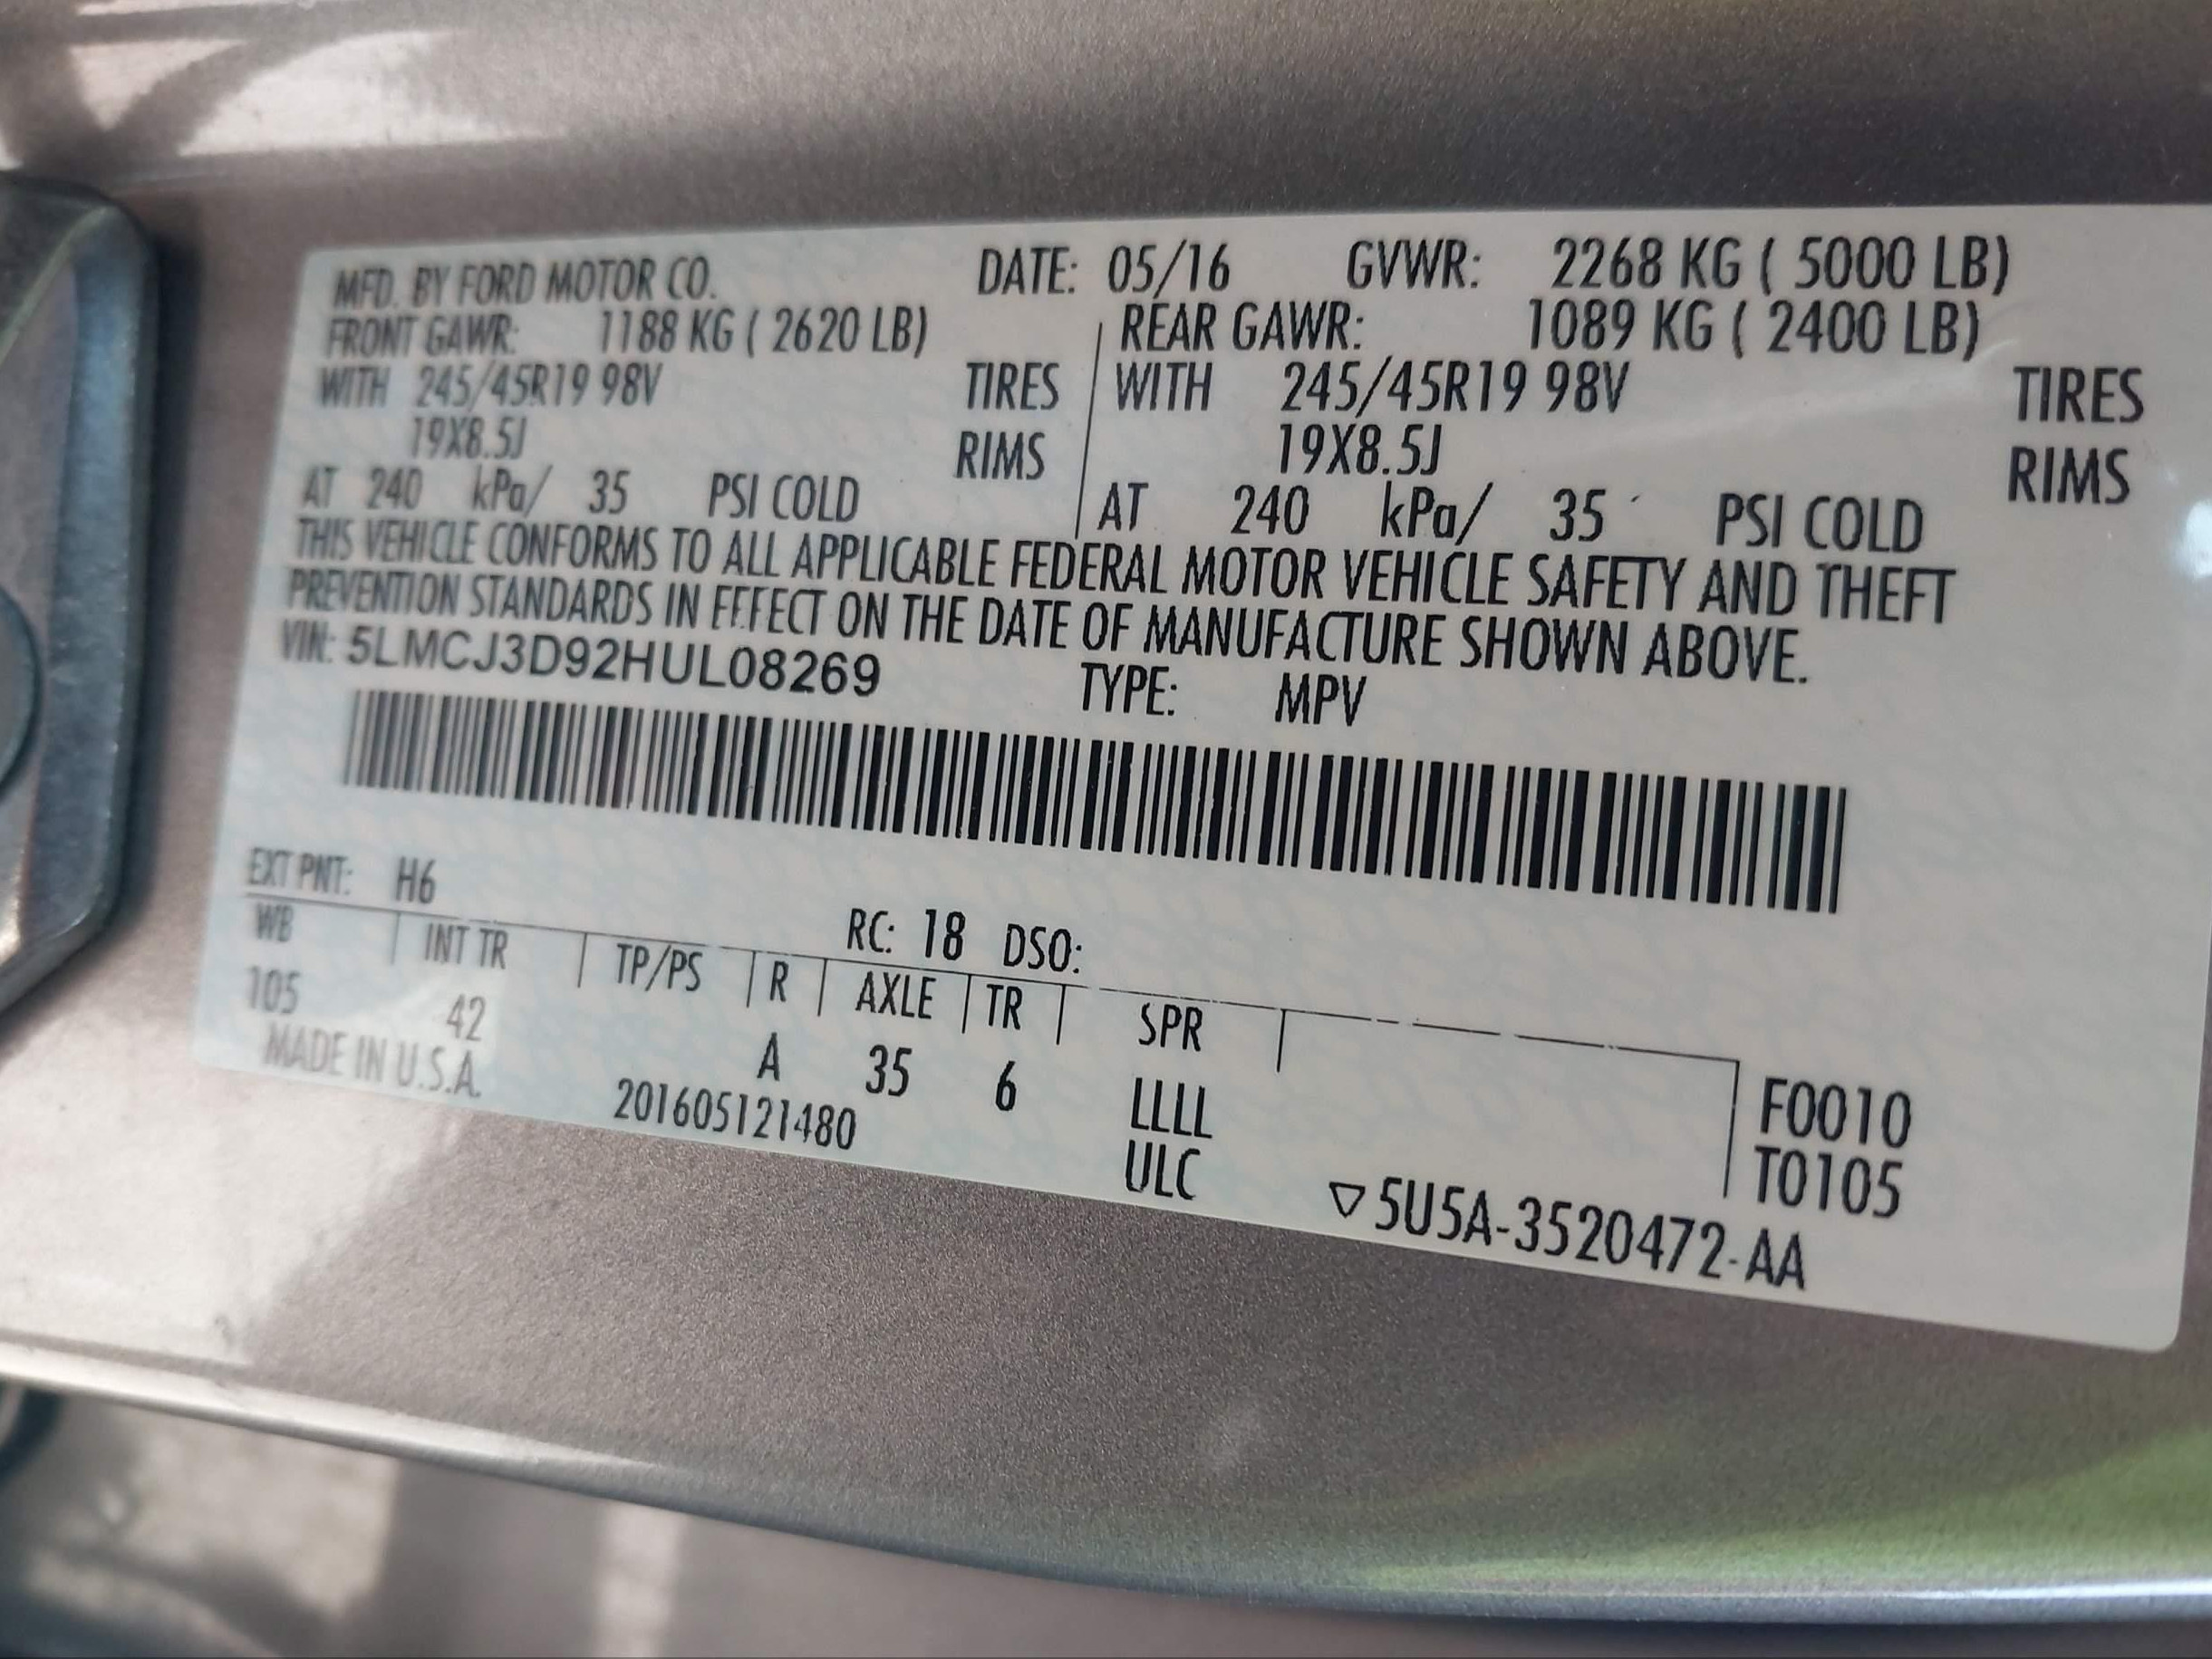 MFD. BY FORD MOTOR CO. DATE: 05/16 GVWR: 2268 KG ( 5000 LB)
FRONT GAWR: 1188 KG ( 2620 LB) REAR GAWR: 1089 KG ( 2400 LB)
WITH 245/45R19 98V TIRES WITH 245/45R19 98V TIRES
19X8.5J RIMS 19X8.5J RIMS
AT 240 kPa/ 35 PSI COLD AT 240 kPa/ 35 PSI COLD
THIS VEHICLE CONFORMS TO ALL APPLICABLE FEDERAL MOTOR VEHICLE SAFETY AND THEFT
PREVENTION STANDARDS IN EFFECT ON THE DATE OF MANUFACTURE SHOWN ABOVE.
VIN: 5LMCJ3D92HUL08269 TYPE: MPV
EXT PNT: H6 RC: 18 DSO:
WB INT TR TP/PS R AXLE TR SPR
105 42 A 35 6 LLLL F0010
MADE IN U.S.A. 201605121480 ULC T0105
▽5U5A-3520472-AA